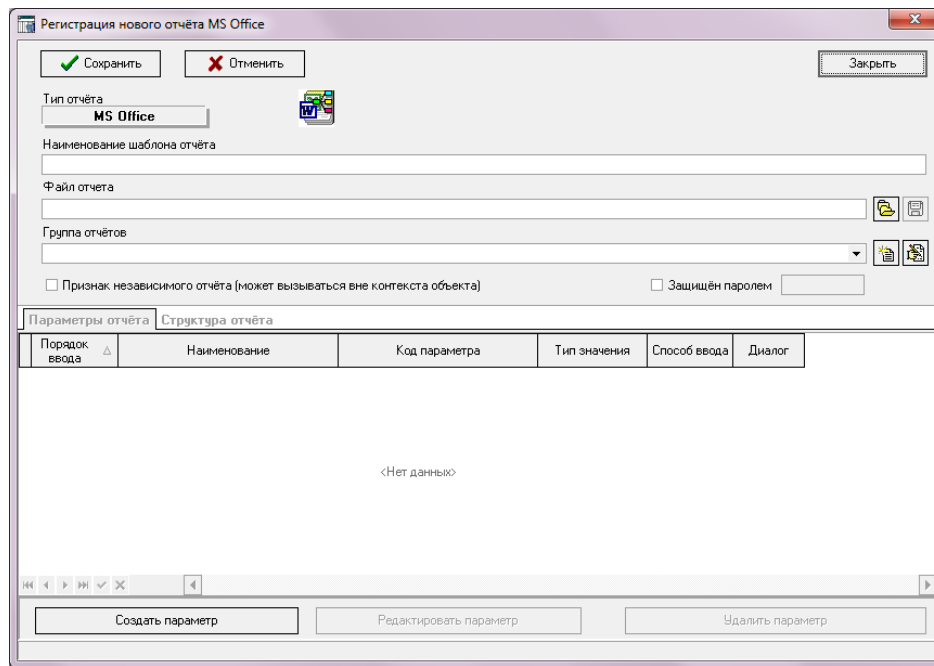 Регистрация нового отчёта MS Office
Сохранить Отменить Закрыть
Тип отчёта
MS Office
Наименование шаблона отчёта
Файл отчета
Группа отчётов
Признак независимого отчёта (может вызываться вне контекста объекта) Защищён паролем
Параметры отчёта Структура отчёта
Порядок ввода Наименование Код параметра Тип значения Способ ввода Диалог
<Нет данных>
Создать параметр Редактировать параметр Удалить параметр